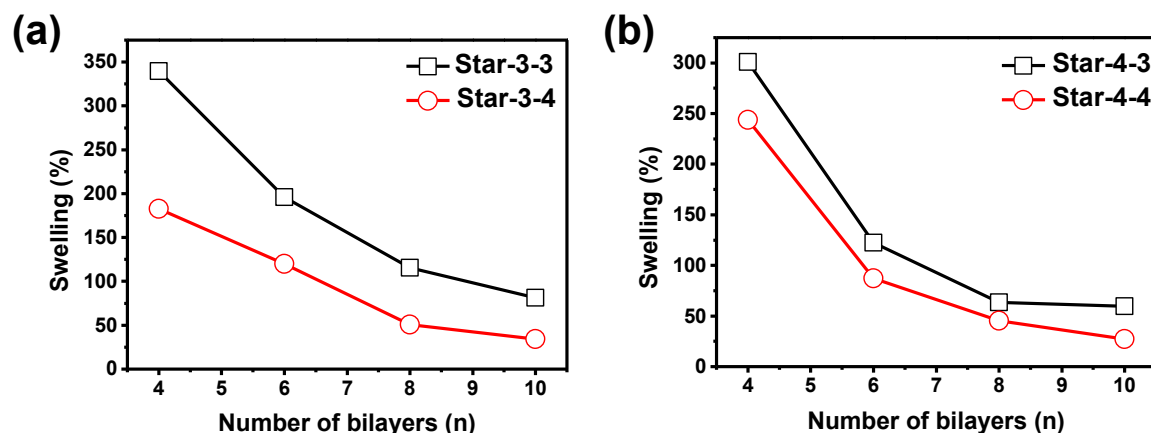 (a)
Star-3-3
Star-3-4
350
300
250
200
150
100
50
0
Swelling (%)
4 5 6 7 8 9 10
Number of bilayers (n)
(b)
Star-4-3
Star-4-4
300
250
200
150
100
50
0
Swelling (%)
4 5 6 7 8 9 10
Number of bilayers (n)